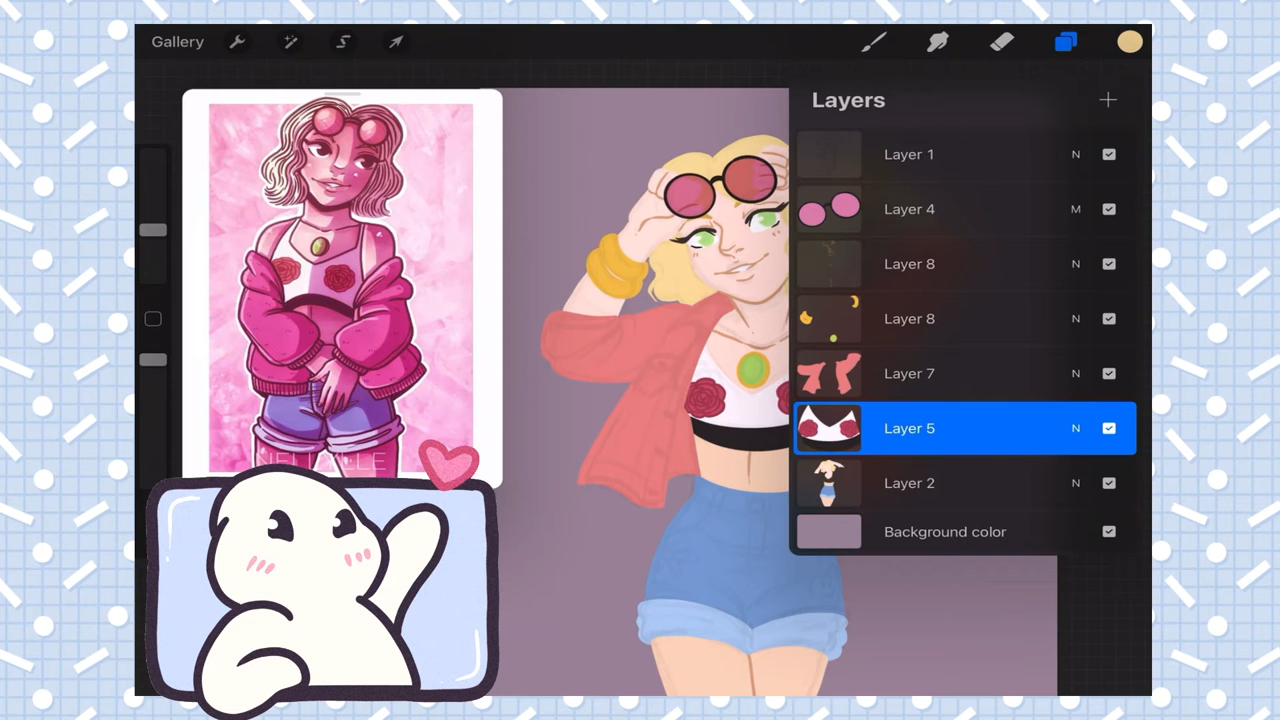 Gallery
Layers
Layer 1 N
Layer 4 M
Layer 8 N
Layer 8 N
Layer 7 N
Layer 5 N
Layer 2 N
Background color